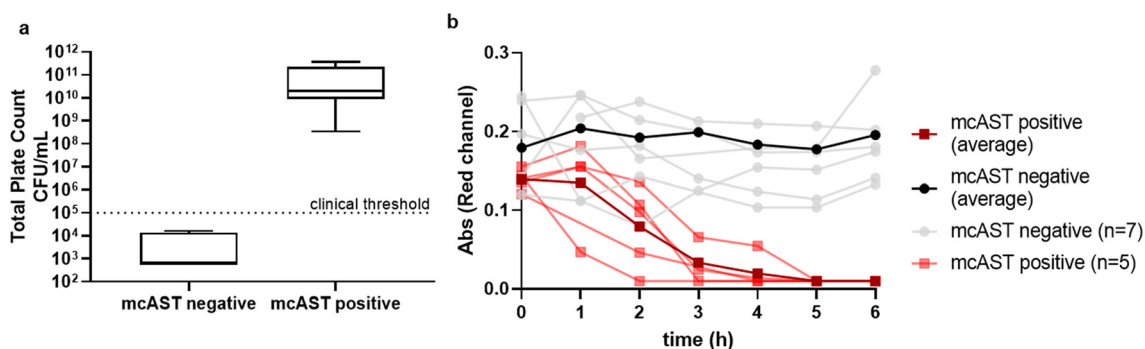 a
Total Plate Count
CFU/mL
10¹²
10¹¹
10¹⁰
10⁹
10⁸
10⁷
10⁶
10⁵
10⁴
10³
10²
clinical threshold
mcAST negative mcAST positive
b
Abs (Red channel)
0.3
0.2
0.1
0.0
0 1 2 3 4 5 6
time (h)
mcAST positive
(average)
mcAST negative
(average)
mcAST negative (n=7)
mcAST positive (n=5)